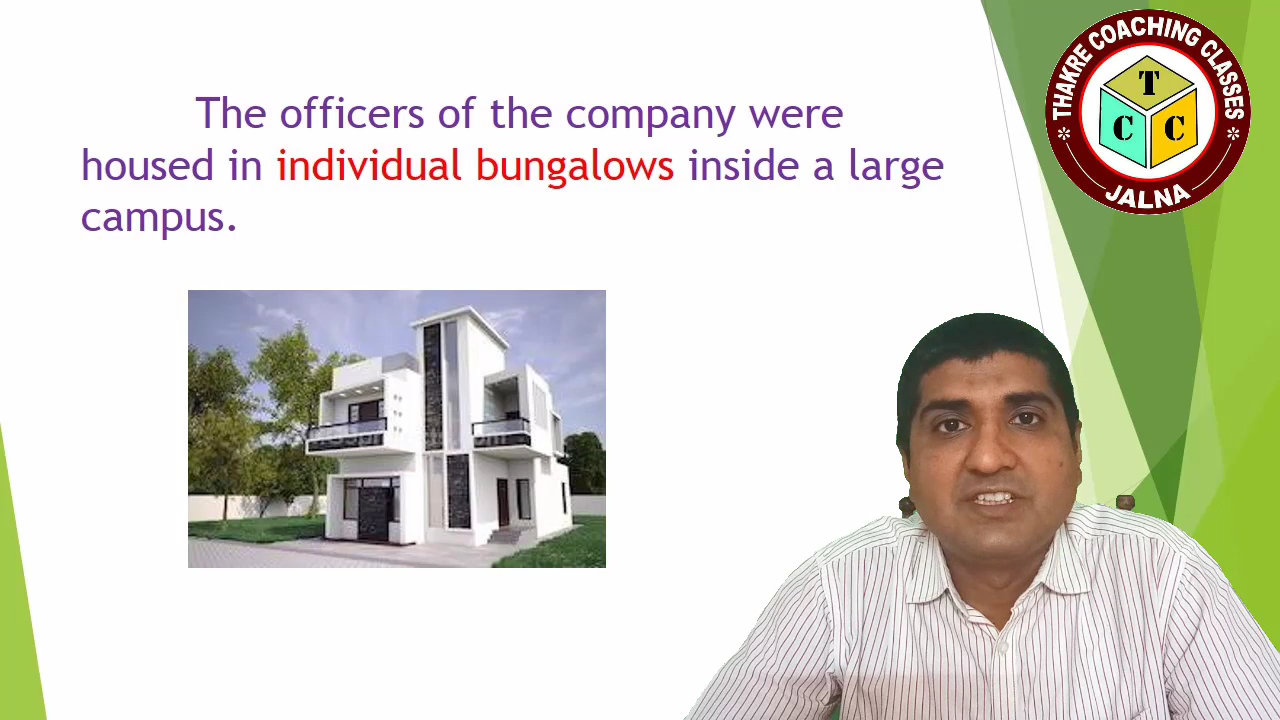 The officers of the company were
housed in individual bungalows inside a large
campus.
THAKRE COACHING CLASSES
T
C C
JALNA